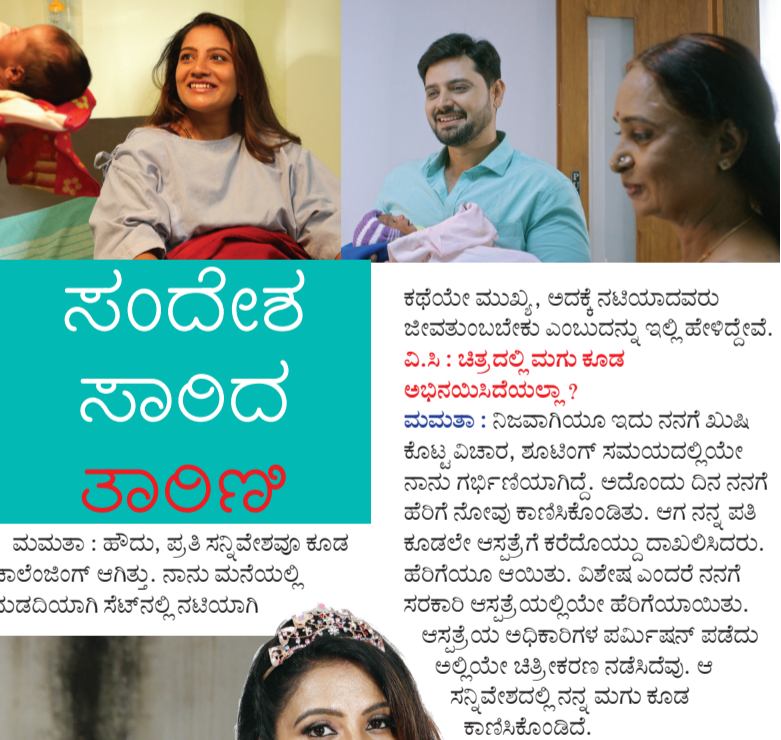 ಸಂದೇಶ
ಸಾರಿದ
ತಾರಿಣಿ
ಮಮತಾ : ಹೌದು, ಪ್ರತಿ ಸನ್ನಿವೇಶವೂ ಕೂಡ
ಆಗಿತ್ತು. ನಾನು ಮನೆಯಲ್ಲಿ
ಸೆಟ್‌ನಲ್ಲಿ ನಟಿಯಾಗಿ
ಕಥೆಯೇ ಮುಖ್ಯ, ಅದಕ್ಕೆ ನಟಿಯಾದವರು
ಜೀವತುಂಬಬೇಕು ಎಂಬುದನ್ನು ಇಲ್ಲಿ ಹೇಳಿದ್ದೇವೆ.
ವಿ.ಸಿ : ಚಿತ್ರದಲ್ಲಿ ಮಗು ಕೂಡ
ಅಭಿನಯಿಸಿದೆಯಲ್ಲಾ ?
ಮಮತಾ : ನಿಜವಾಗಿಯೂ ಇದು ನನಗೆ ಖುಷಿ
ಕೊಟ್ಟ ವಿಚಾರ, ಶೂಟಿಂಗ್ ಸಮಯದಲ್ಲಿಯೇ
ನಾನು ಗರ್ಭಿಣಿಯಾಗಿದ್ದೆ. ಅದೊಂದು ದಿನ ನನಗೆ
ಹೆರಿಗೆ ನೋವು ಕಾಣಿಸಿಕೊಂಡಿತು. ಆಗ ನನ್ನ ಪತಿ
ಕೂಡಲೇ ಆಸ್ಪತ್ರೆಗೆ ಕರೆದೊಯ್ದು ದಾಖಲಿಸಿದರು.
ಹೆರಿಗೆಯೂ ಆಯಿತು. ವಿಶೇಷ ಎಂದರೆ ನನಗೆ
ಸರಕಾರಿ ಆಸ್ಪತ್ರೆಯಲ್ಲಿಯೇ ಹೆರಿಗೆಯಾಯಿತು.
ಆಸ್ಪತ್ರೆಯ ಅಧಿಕಾರಿಗಳ ಪರ್ಮಿಷನ್ ಪಡೆದು
ಅಲ್ಲಿಯೇ ಚಿತ್ರೀಕರಣ ನಡೆಸಿದೆವು. ಆ
ಸನ್ನಿವೇಶದಲ್ಲಿ ನನ್ನ ಮಗು ಕೂಡ
ಕಾಣಿಸಿಕೊಂಡಿದೆ.